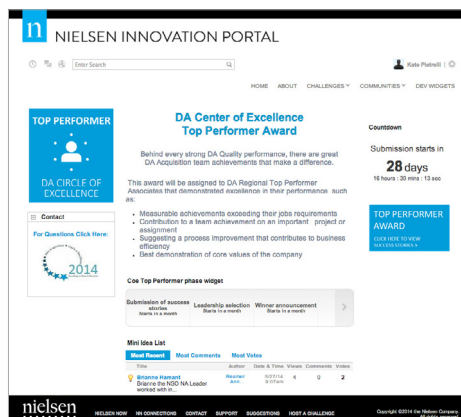 n NIELSEN INNOVATION PORTAL
Enter Search
Kate Pietrelli
HOME ABOUT CHALLENGES COMMUNITIES DEV WIDGETS
TOP PERFORMER
DA CIRCLE OF
EXCELLENCE
Contact
For Questions Click Here:
2014
DA Center of Excellence
Top Performer Award
Behind every strong DA Quality performance, there are great
DA Acquisition team achievements that make a difference.
This award will be assigned to DA Regional Top Performer
Associates that demonstrated excellence in their performance such
as:
• Measurable achievements exceeding their jobs requirements
• Contribution to a team achievement on an important project or
assignment
• Suggesting a process improvement that contributes to business
efficiency
• Best demonstration of core values of the company
Countdown
Submission starts in
28 days
16 hours : 30 mins : 13 sec
TOP PERFORMER
AWARD
CLICK HERE TO VIEW
SUCCESS STORIES >
Coe Top Performer phase widget
Submission of success
stories
Starts in a month
Leadership selection
Starts in a month
Winner announcement
Starts in a month
Mini Idea List
Most Recent Most Comments Most Votes
Title Author Date & Time Views Comments Votes
Brianne Hamant
Brianne the NGO NA Leader
worked with in...
4 0 2
nielsen
NIELSEN NOW NN CONNECTIONS CONTACT SUPPORT SUGGESTIONS HOST A CHALLENGE
Copyright ©2014 the Nielsen Company.